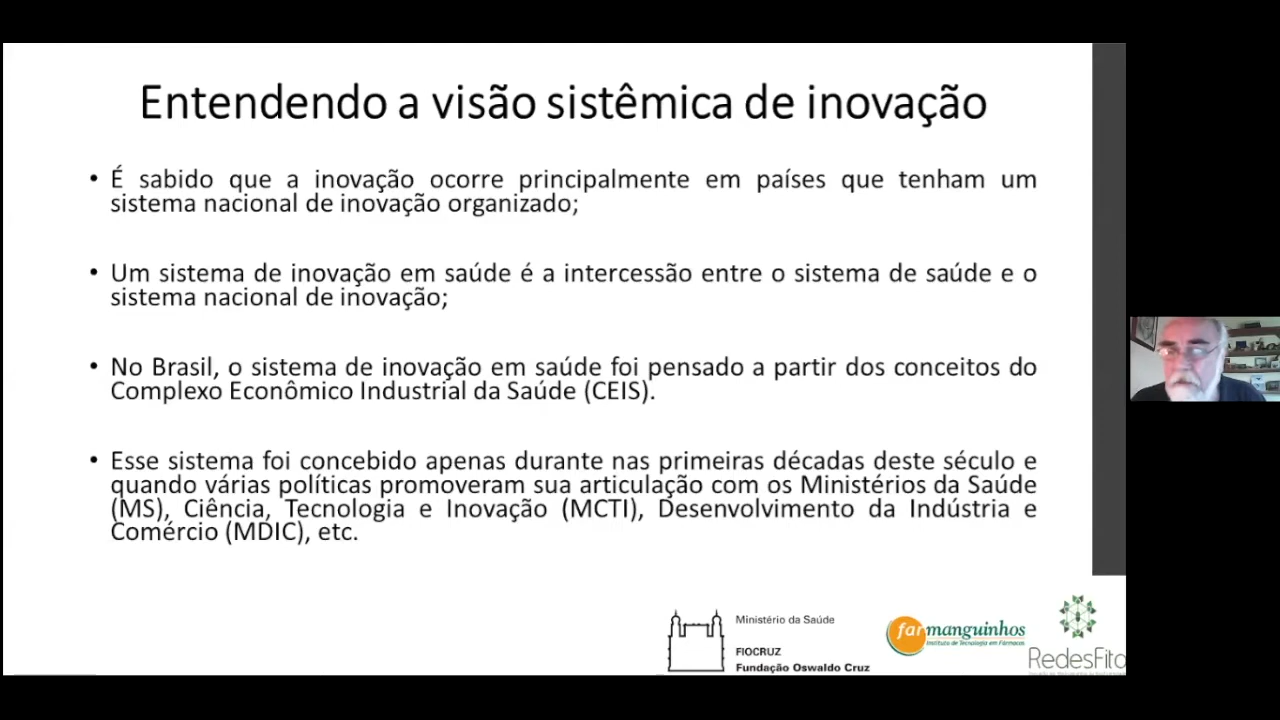 Entendendo a visão sistêmica de inovação
• É sabido que a inovação ocorre principalmente em países que tenham um
sistema nacional de inovação organizado;
• Um sistema de inovação em saúde é a intercessão entre o sistema de saúde e o
sistema nacional de inovação;
• No Brasil, o sistema de inovação em saúde foi pensado a partir dos conceitos do
Complexo Econômico Industrial da Saúde (CEIS).
• Esse sistema foi concebido apenas durante nas primeiras décadas deste século e
quando várias políticas promoveram sua articulação com os Ministérios da Saúde
(MS), Ciência, Tecnologia e Inovação (MCTI), Desenvolvimento da Indústria e
Comércio (MDIC), etc.
Ministério da Saúde
FIOCRUZ
Fundação Oswaldo Cruz
farmanguinhos
Instituto de Tecnologia em Fármacos
RedesFito